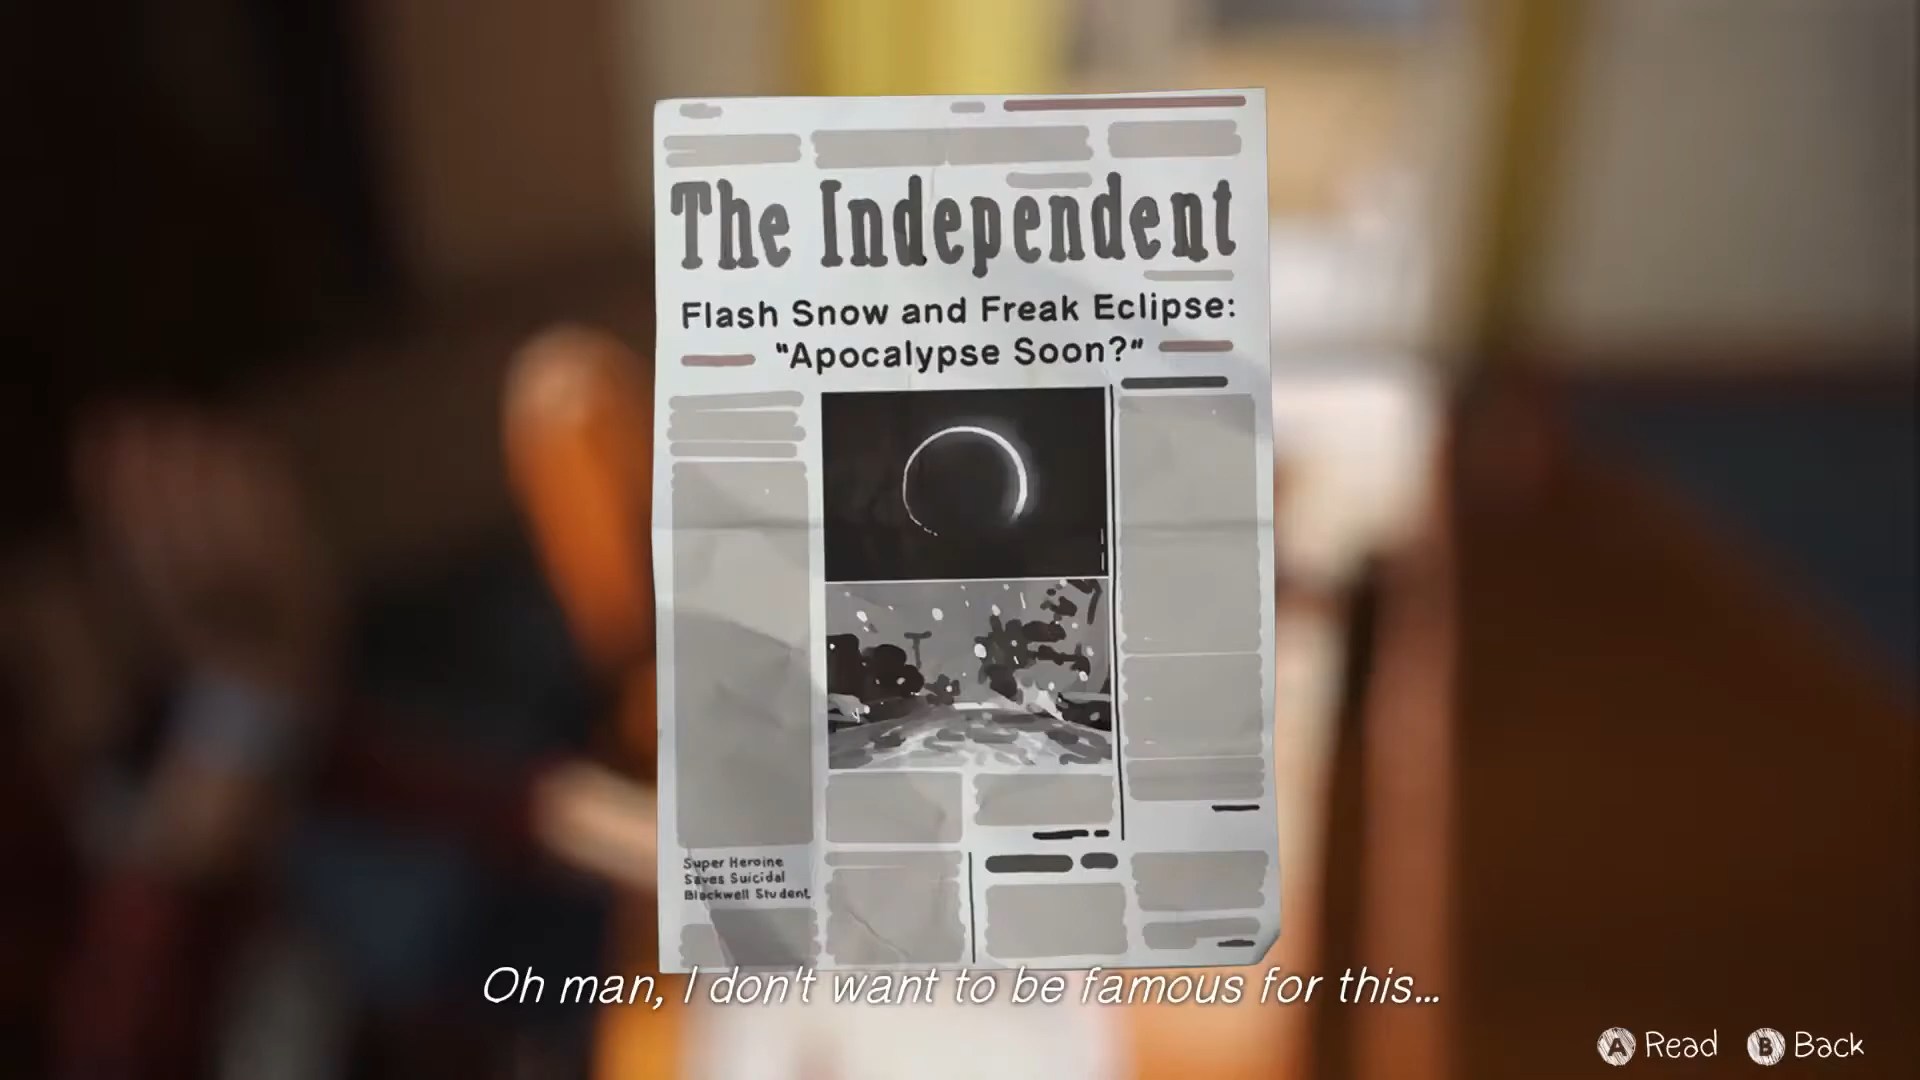 The Independent
Flash Snow and Freak Eclipse:
"Apocalypse Soon?"
Super Heroine
Saves Suicidal
Blackwell Student
Oh man, I don't want to be famous for this...
A Read B Back